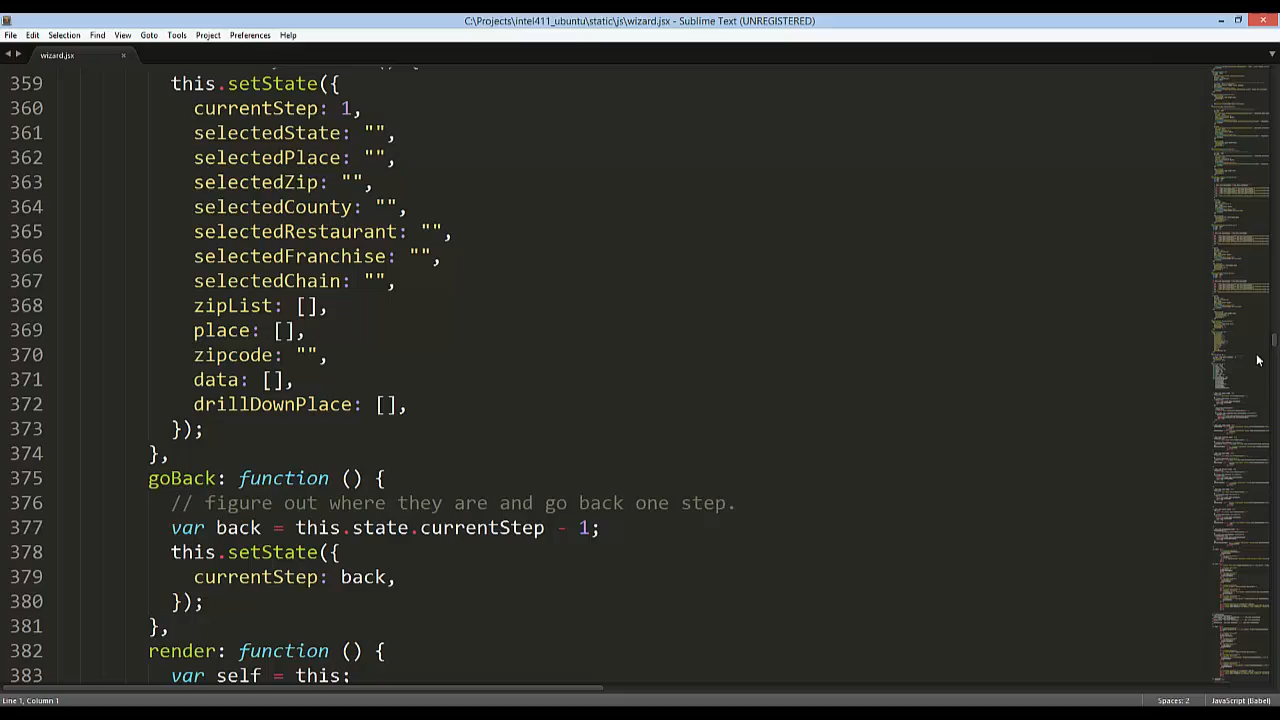 C:\Projects\intel411_ubuntu\static\js\wizard.jsx - Sublime Text (UNREGISTERED)
File Edit Selection Find View Goto Tools Project Preferences Help
wizard.jsx
359 this.setState({
360 currentStep: 1,
361 selectedState: "",
362 selectedPlace: "",
363 selectedZip: "",
364 selectedCounty: "",
365 selectedRestaurant: "",
366 selectedFranchise: "",
367 selectedChain: "",
368 zipList: [],
369 place: [],
370 zipcode: "",
371 data: [],
372 drillDownPlace: [],
373 });
374 },
375 goBack: function () {
376 // figure out where they are and go back one step.
377 var back = this.state.currentStep - 1;
378 this.setState({
379 currentStep: back,
380 });
381 },
382 render: function () {
383 var self = this;
Line 1, Column 1
Spaces: 2
JavaScript (Babel)